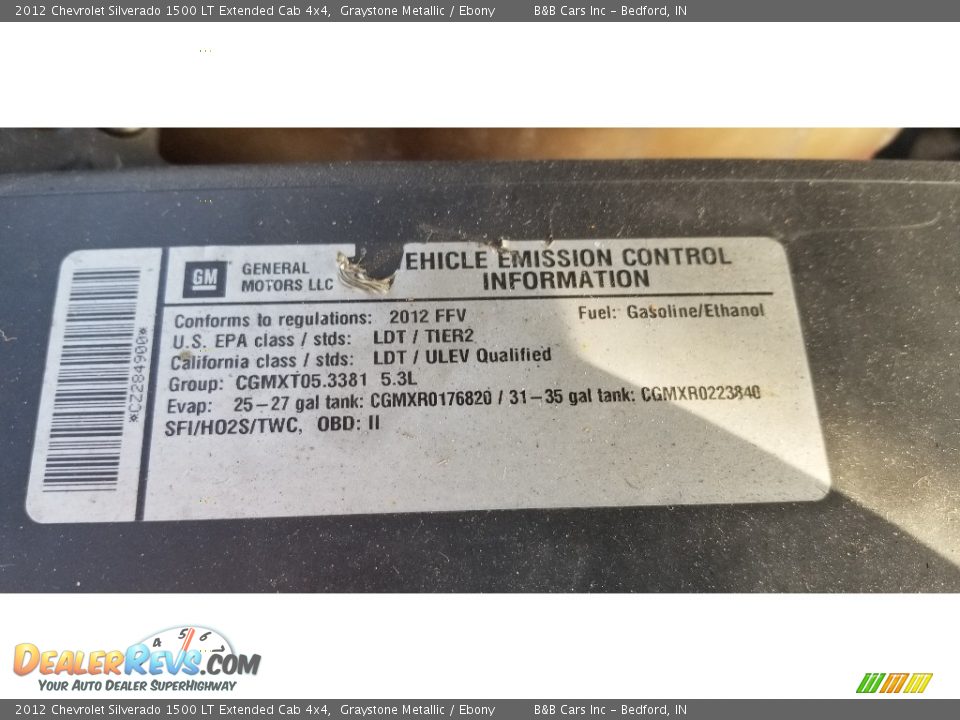 2012 Chevrolet Silverado 1500 LT Extended Cab 4x4, Graystone Metallic / Ebony B&B Cars Inc - Bedford, IN
GM GENERAL MOTORS LLC
EHICLE EMISSION CONTROL
INFORMATION
Conforms to regulations: 2012 FFV Fuel: Gasoline/Ethanol
U.S. EPA class / stds: LDT / TIER2
California class / stds: LDT / ULEV Qualified
Group: CGMXT05.3381 5.3L
Evap: 25-27 gal tank: CGMXR0176820 / 31-35 gal tank: CGMXR0223840
SFI/HO2S/TWC, OBD: II
*CZ284900*
4 5 6 7
DEALERREVS.COM
YOUR AUTO DEALER SUPERHIGHWAY
2012 Chevrolet Silverado 1500 LT Extended Cab 4x4, Graystone Metallic / Ebony B&B Cars Inc - Bedford, IN